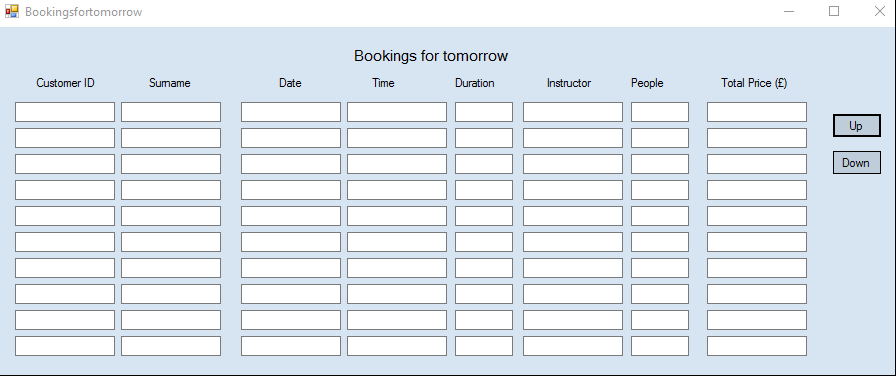 Bookingsfortomorrow
Bookings for tomorrow
Customer ID Surname Date Time Duration Instructor People Total Price (£)
Up
Down